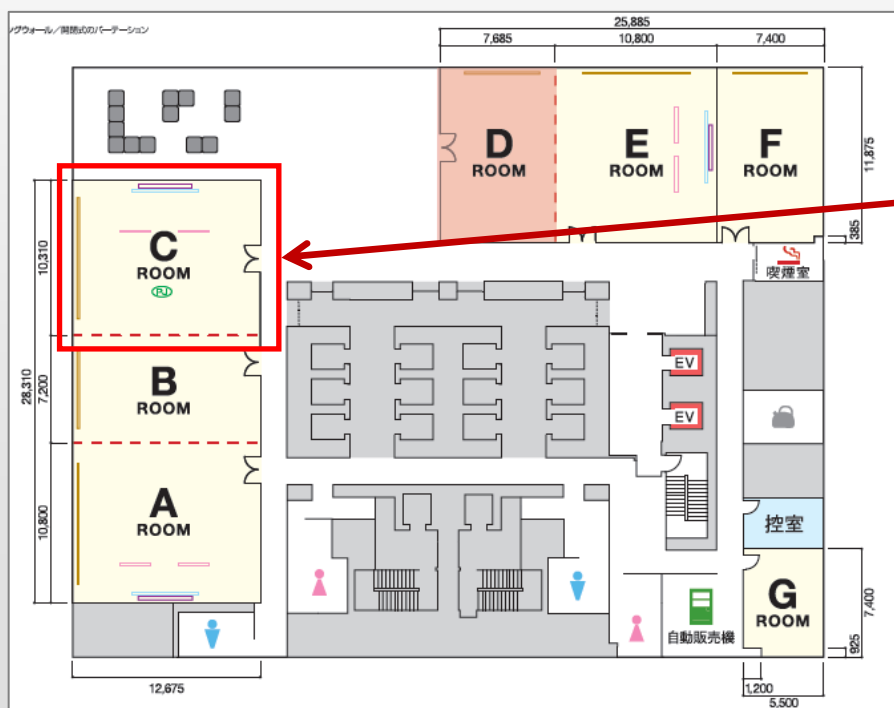 グウォール／開閉式のパーテーション
25,885
7,685
10,800
7,400
D
ROOM
E
ROOM
F
ROOM
11,875
385
喫煙室
C
ROOM
PJ
B
ROOM
A
ROOM
10,310
7,200
10,800
28,310
EV
EV
控室
G
ROOM
自動販売機
7,400
925
12,675
1,200
5,500